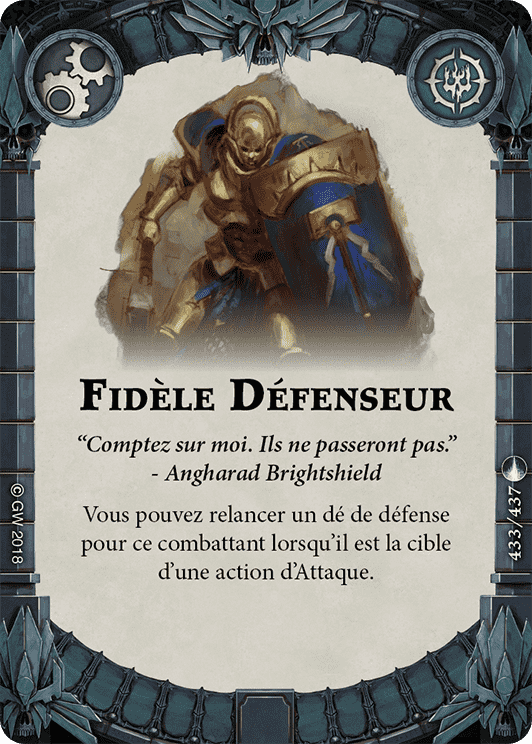 FIDÈLE DÉFENSEUR
“Comptez sur moi. Ils ne passeront pas.”
- Angharad Brightshield
Vous pouvez relancer un dé de défense
pour ce combattant lorsqu'il est la cible
d'une action d'Attaque.
© GW 2018
433/437